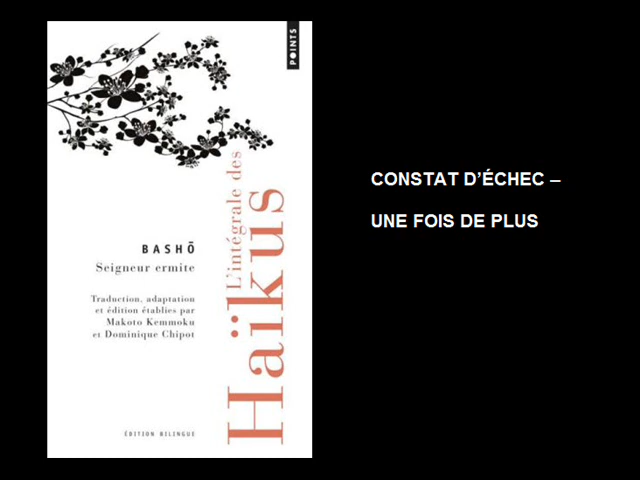 POINTS
BASHŌ
Seigneur ermite
Traduction, adaptation
et édition établies par
Makoto Kemmoku
et Dominique Chipot
L'intégrale des
Haïkus
ÉDITION BILINGUE
CONSTAT D'ÉCHEC –
UNE FOIS DE PLUS